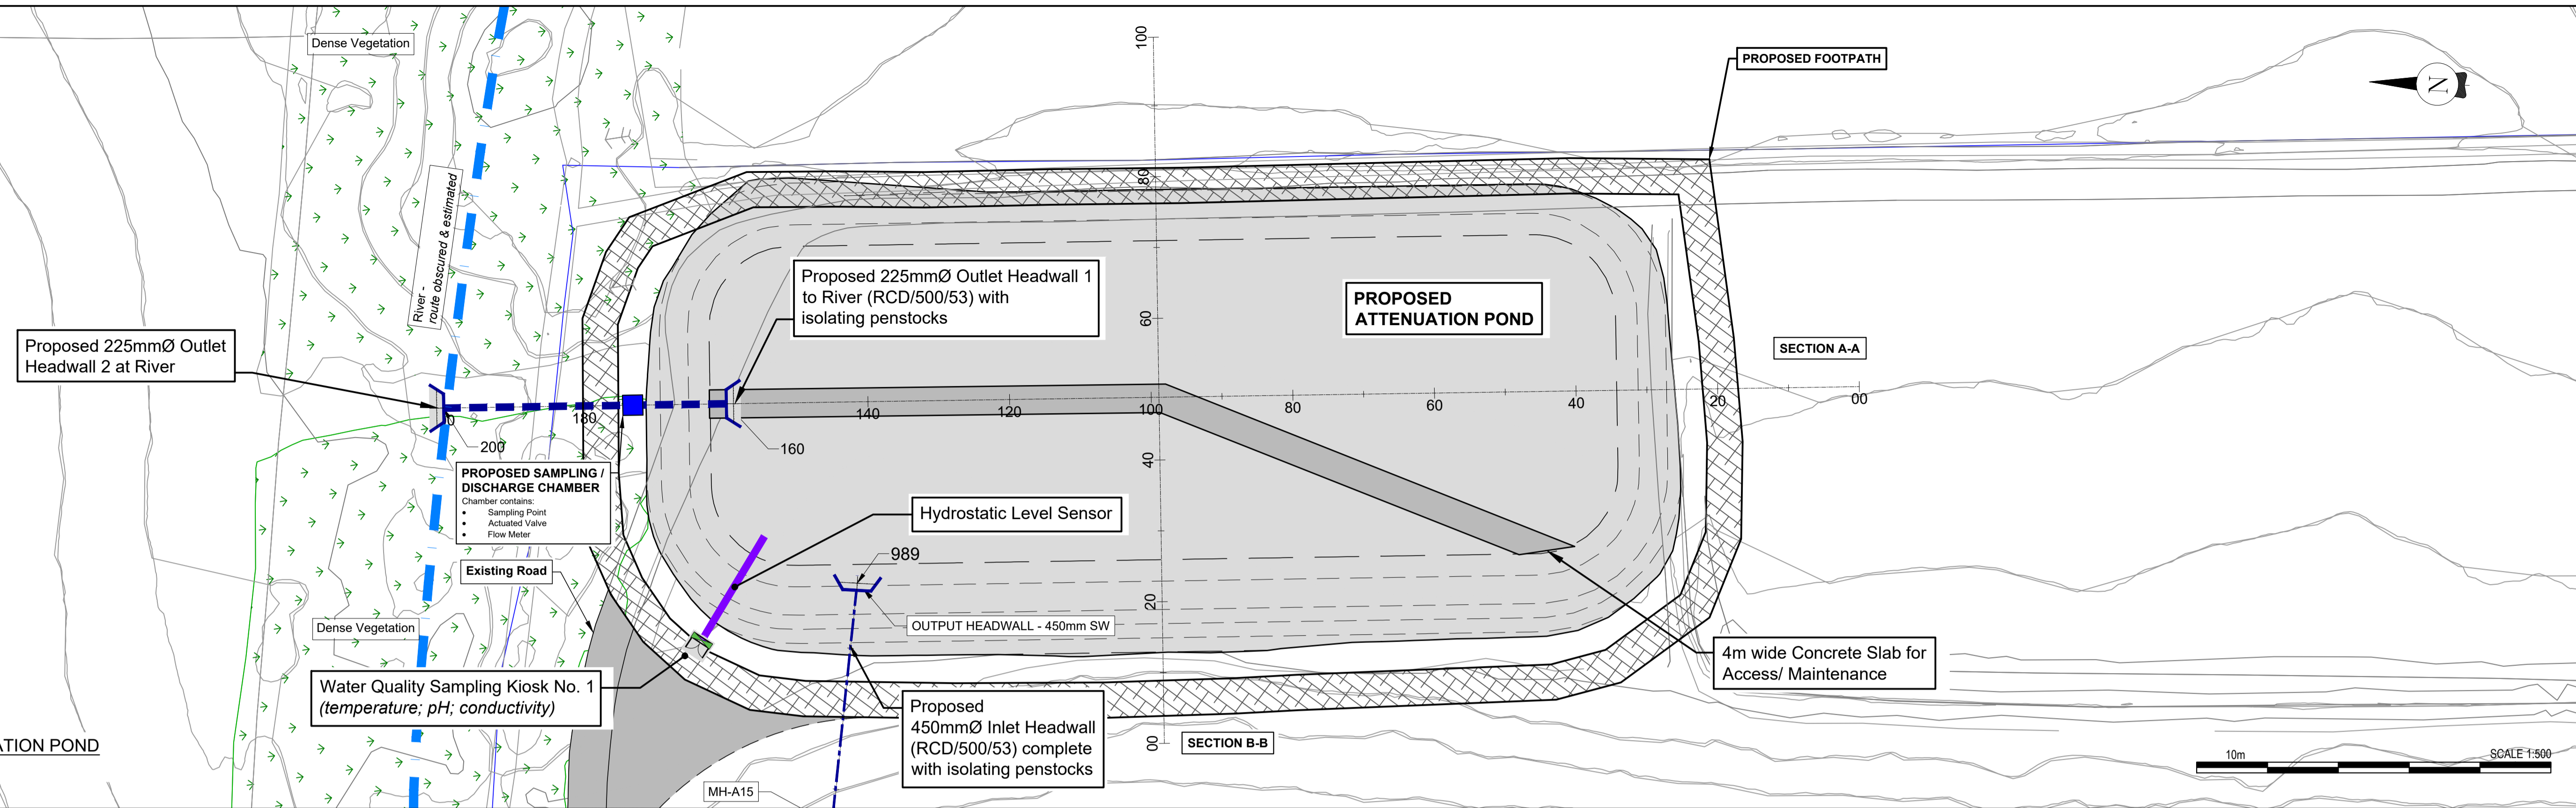 Dense Vegetation
100
PROPOSED FOOTPATH
N
80
River -
route obscured & estimated
Proposed 225mmØ Outlet Headwall 1
to River (RCD/500/53) with
isolating penstocks
PROPOSED
ATTENUATION POND
60
Proposed 225mmØ Outlet
Headwall 2 at River
SECTION A-A
0
180
140
120
100
80
60
40
20
00
200
160
40
PROPOSED SAMPLING /
DISCHARGE CHAMBER
Chamber contains:
• Sampling Point
• Actuated Valve
• Flow Meter
Hydrostatic Level Sensor
989
Existing Road
20
OUTPUT HEADWALL - 450mm SW
Dense Vegetation
4m wide Concrete Slab for
Access/ Maintenance
Water Quality Sampling Kiosk No. 1
(temperature; pH; conductivity)
Proposed
450mmØ Inlet Headwall
(RCD/500/53) complete
with isolating penstocks
00
SECTION B-B
ATION POND
10m
SCALE 1:500
MH-A15